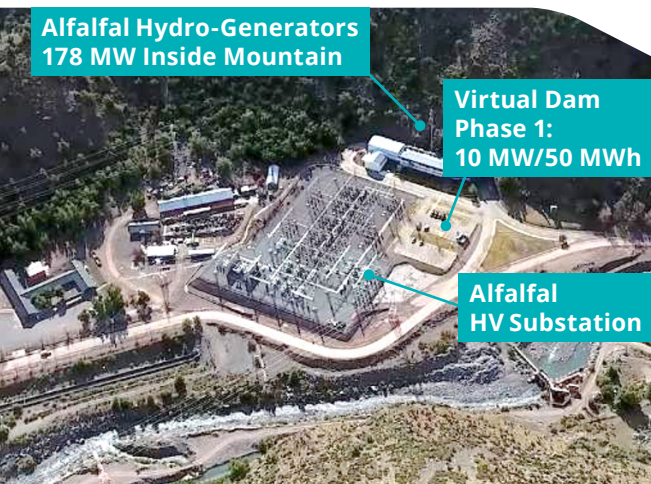 Alfalfal Hydro-Generators
178 MW Inside Mountain
Virtual Dam
Phase 1:
10 MW/50 MWh
Alfalfal
HV Substation